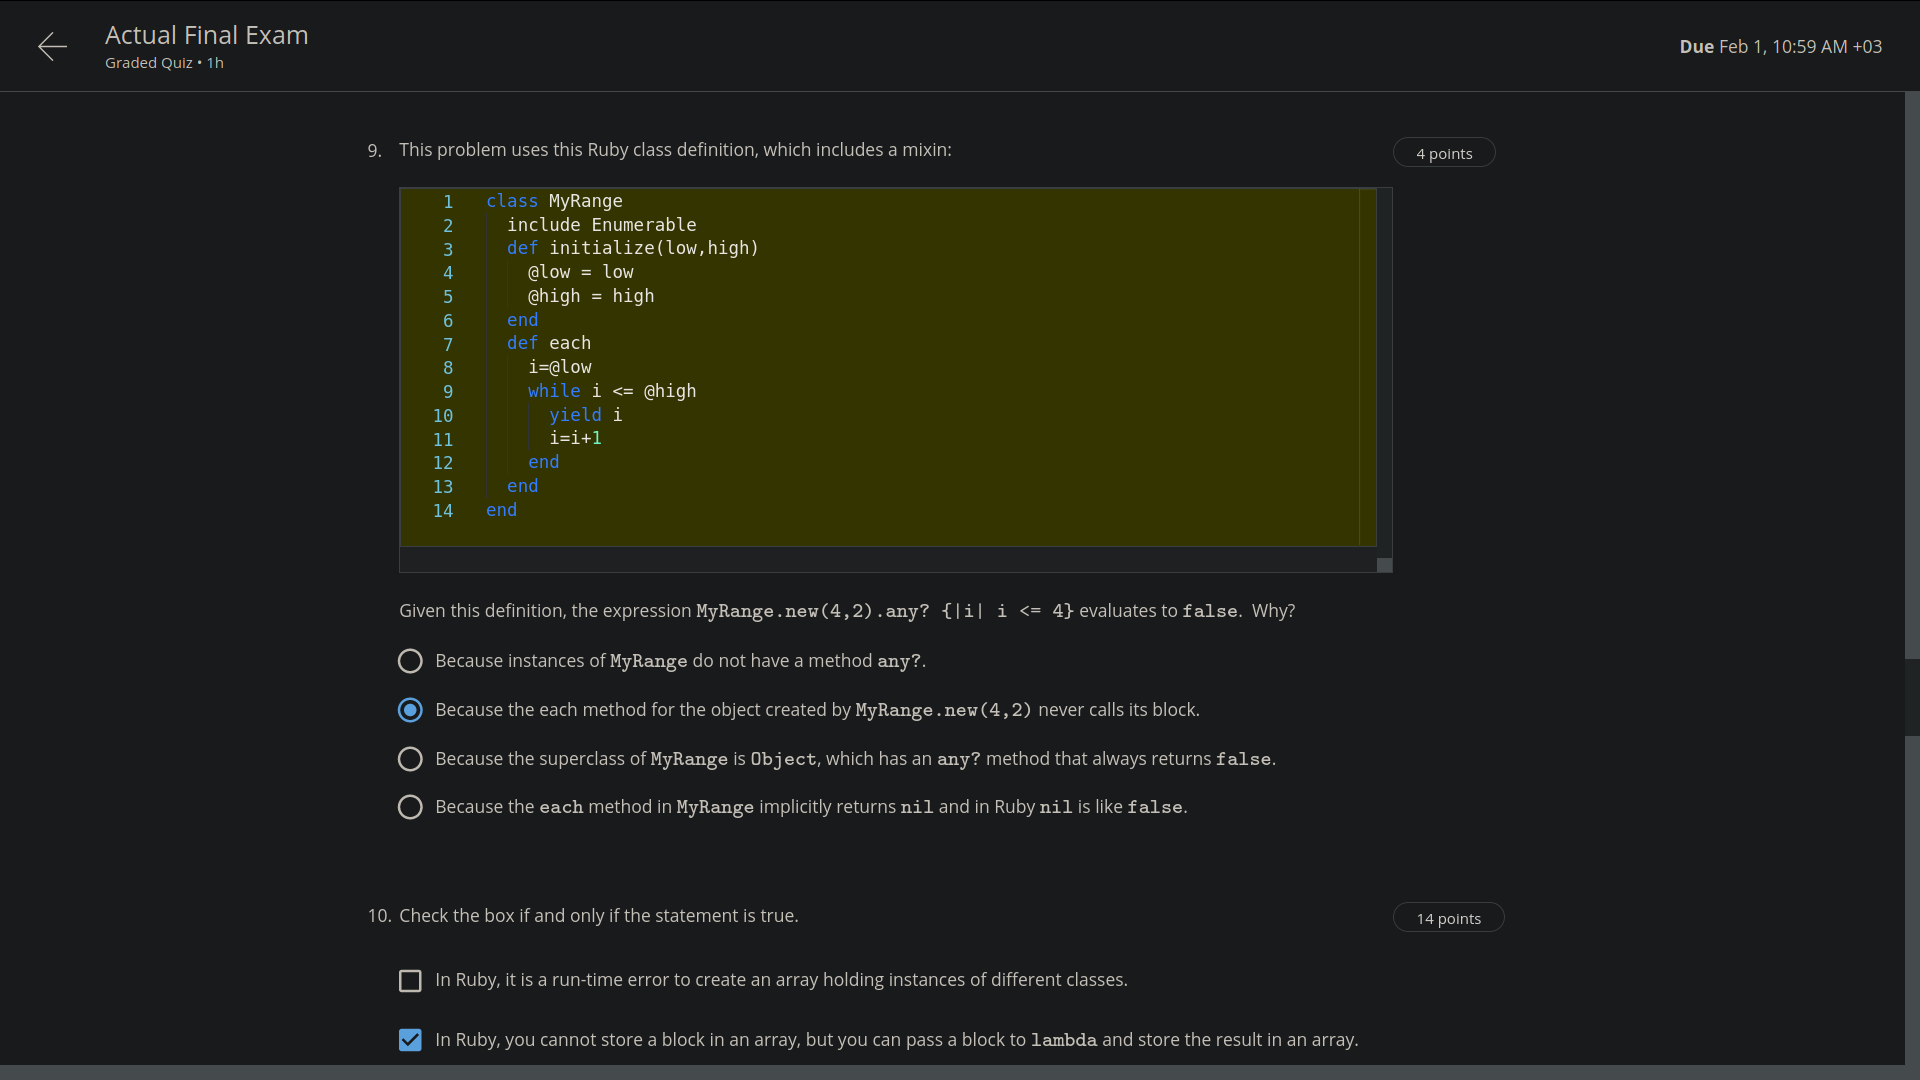 Actual Final Exam
Graded Quiz • 1h
Due Feb 1, 10:59 AM +03
9. This problem uses this Ruby class definition, which includes a mixin:
4 points
1 class MyRange
2   include Enumerable
3   def initialize(low,high)
4     @low = low
5     @high = high
6   end
7   def each
8     i=@low
9     while i <= @high
10       yield i
11       i=i+1
12     end
13   end
14 end
Given this definition, the expression MyRange.new(4,2).any? {|i| i <= 4} evaluates to false. Why?
Because instances of MyRange do not have a method any?.
Because the each method for the object created by MyRange.new(4,2) never calls its block.
Because the superclass of MyRange is Object, which has an any? method that always returns false.
Because the each method in MyRange implicitly returns nil and in Ruby nil is like false.
10. Check the box if and only if the statement is true.
14 points
In Ruby, it is a run-time error to create an array holding instances of different classes.
In Ruby, you cannot store a block in an array, but you can pass a block to lambda and store the result in an array.